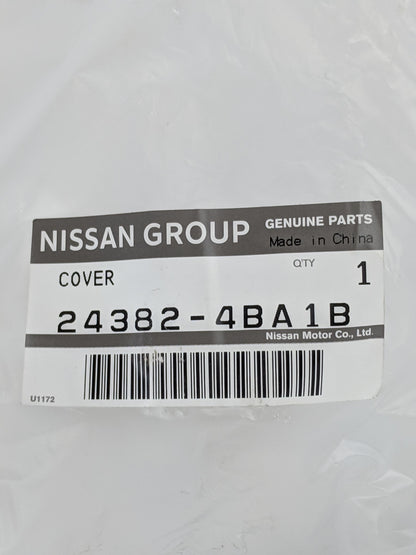 NISSAN GROUP GENUINE PARTS
Made in China
COVER QTY 1
24382-4BA1B
Nissan Motor Co., Ltd.
U1172